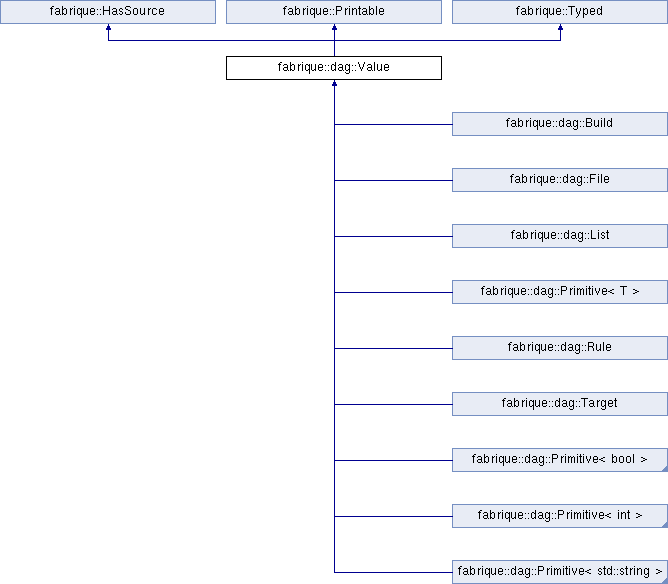 fabrique::HasSource
fabrique::Printable
fabrique::Typed
fabrique::dag::Value
fabrique::dag::Build
fabrique::dag::File
fabrique::dag::List
fabrique::dag::Primitive< T >
fabrique::dag::Rule
fabrique::dag::Target
fabrique::dag::Primitive< bool >
fabrique::dag::Primitive< int >
fabrique::dag::Primitive< std::string >